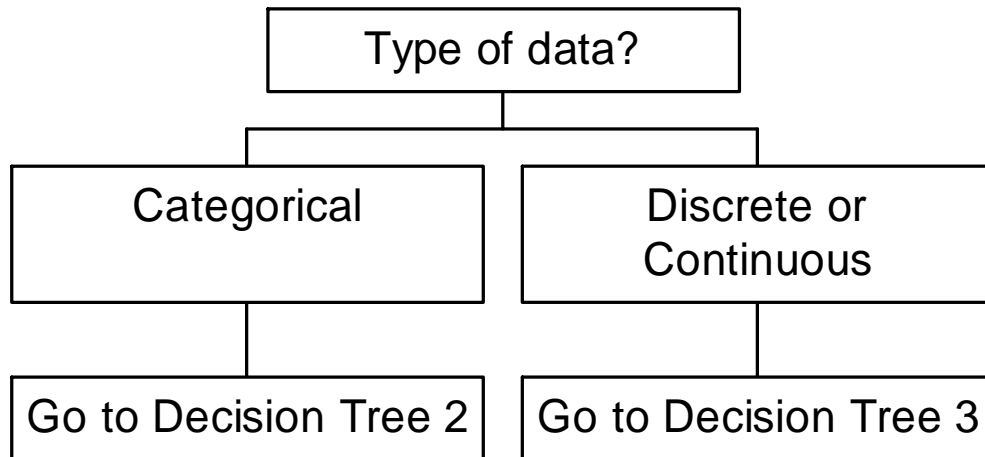 Type of data?
Categorical
Discrete or
Continuous
Go to Decision Tree 2
Go to Decision Tree 3